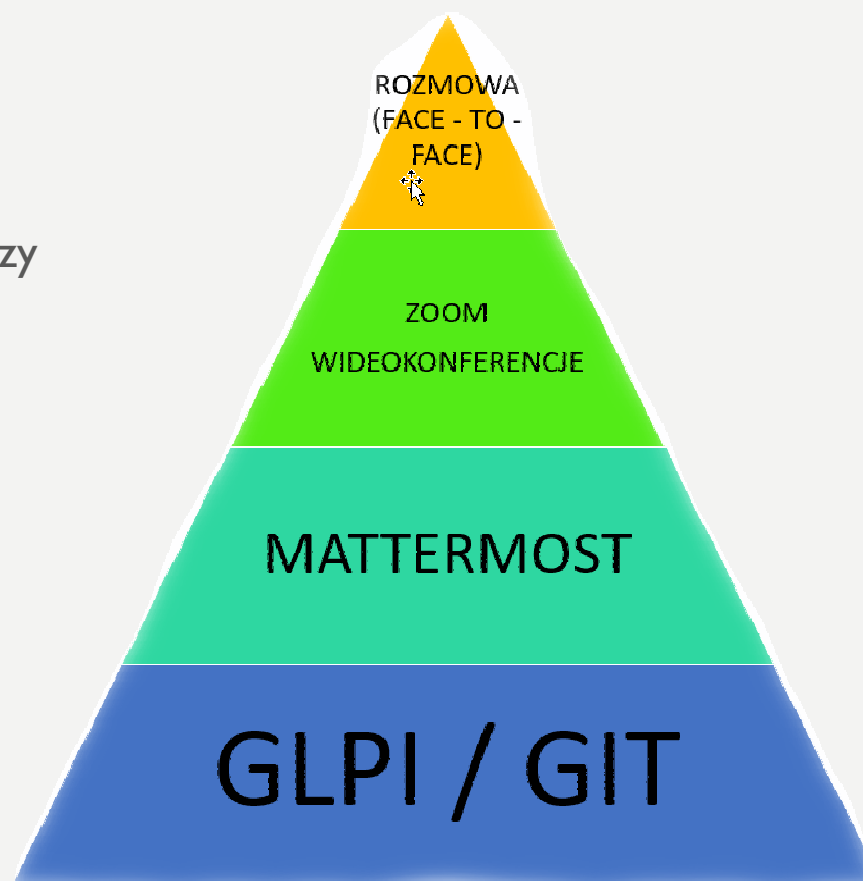 ROZMOWA
(FACE - TO -
FACE)
zy
ZOOM
WIDEOKONFERENCJE
MATTERMOST
GLPI / GIT